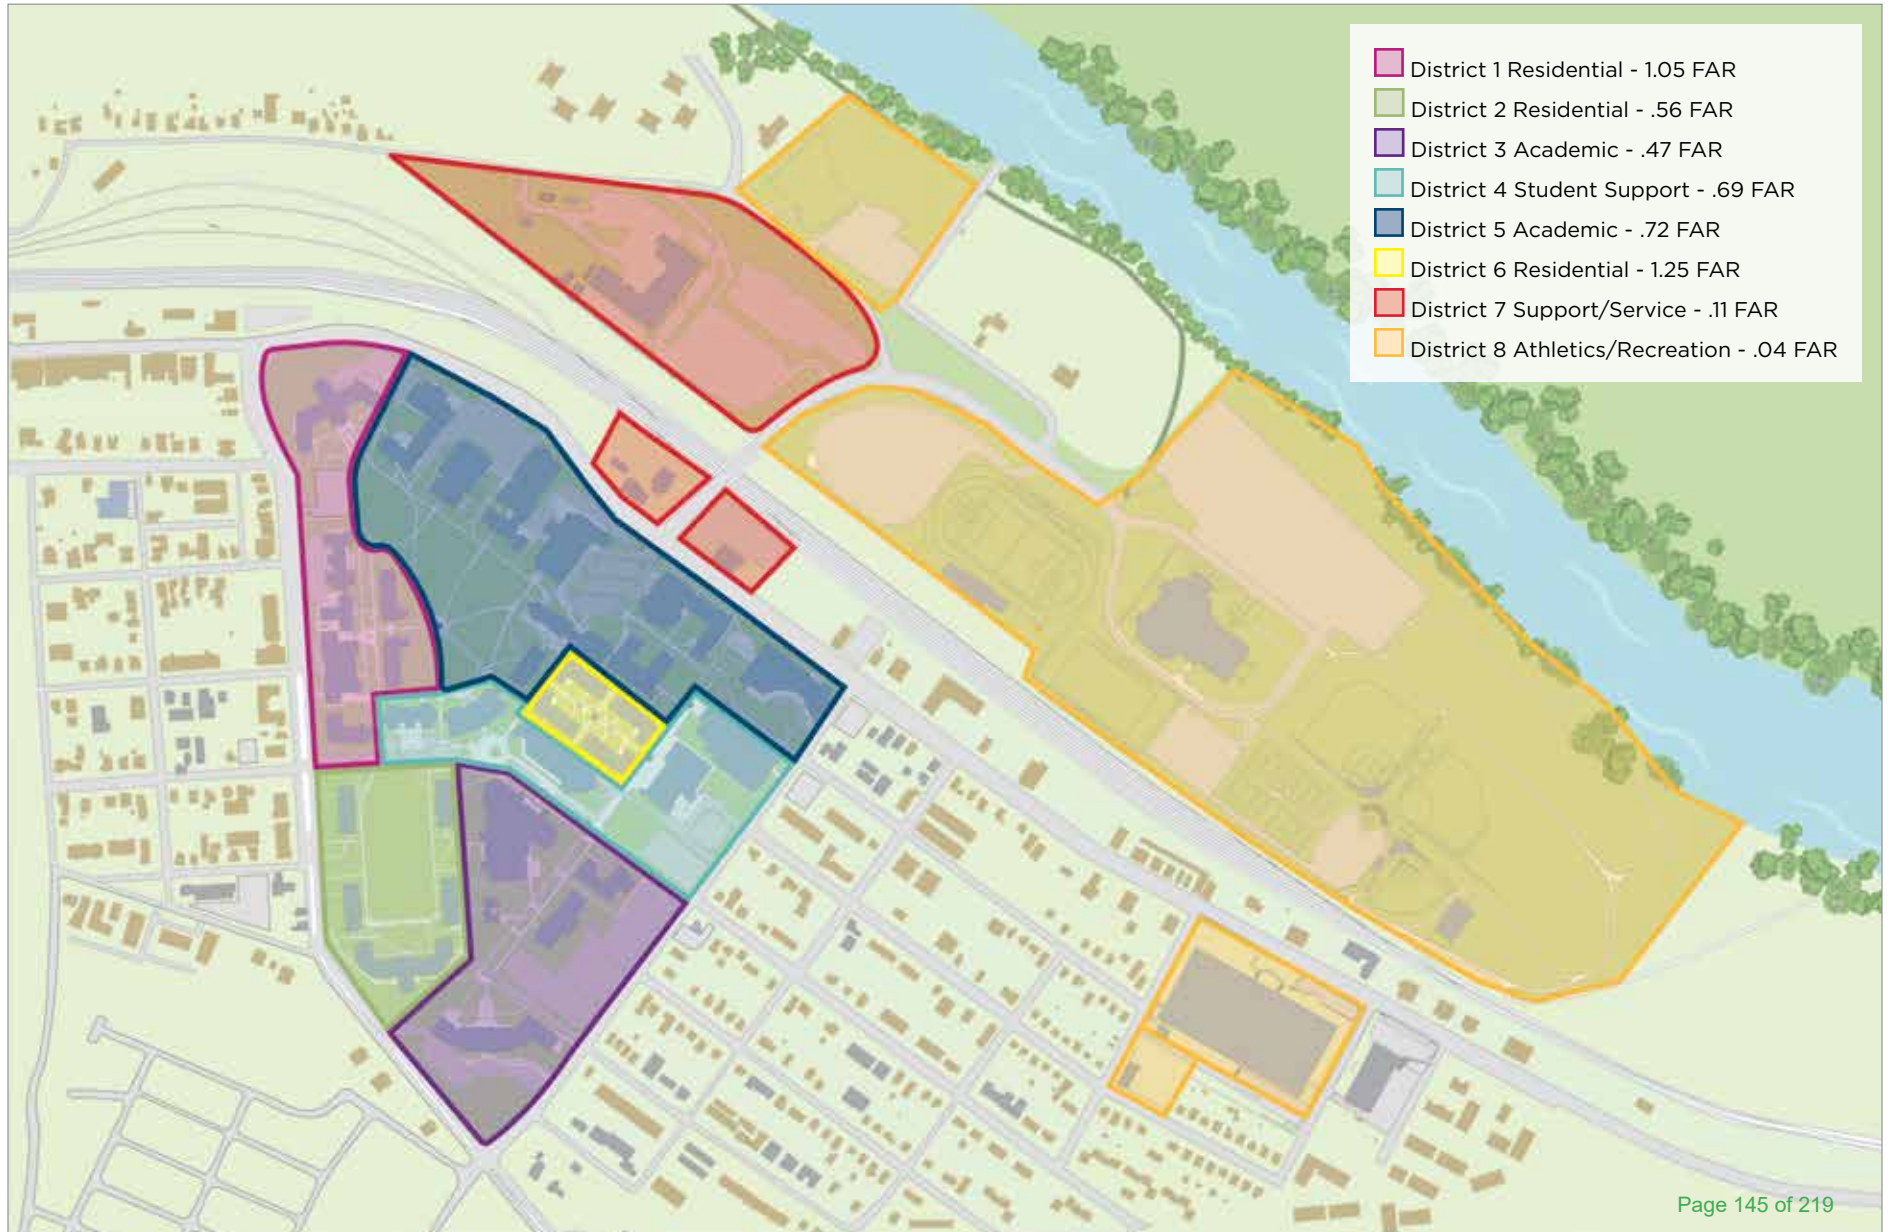 District 1 Residential - 1.05 FAR
District 2 Residential - .56 FAR
District 3 Academic - .47 FAR
District 4 Student Support - .69 FAR
District 5 Academic - .72 FAR
District 6 Residential - 1.25 FAR
District 7 Support/Service - .11 FAR
District 8 Athletics/Recreation - .04 FAR
Page 145 of 219